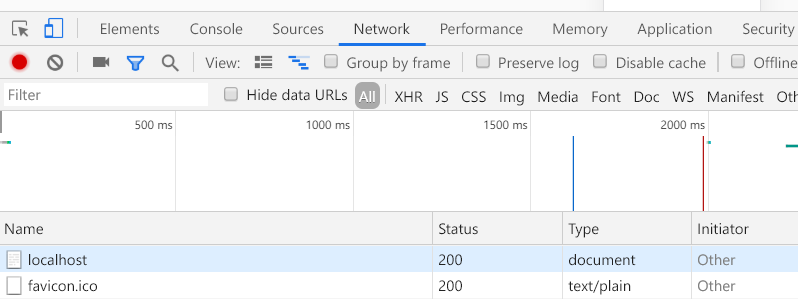 Elements Console Sources Network Performance Memory Application Security
View: Group by frame Preserve log Disable cache Offline
Filter Hide data URLs All XHR JS CSS Img Media Font Doc WS Manifest Oth
500 ms 1000 ms 1500 ms 2000 ms
Name Status Type Initiator
localhost 200 document Other
favicon.ico 200 text/plain Other